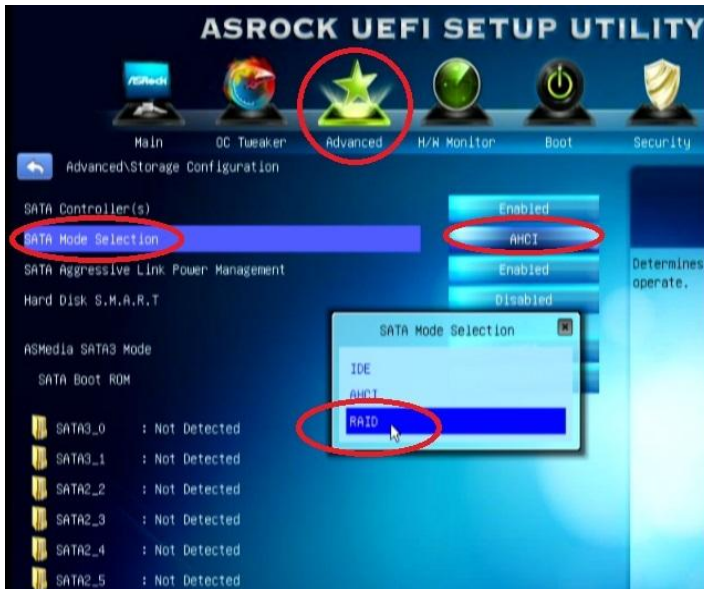 ASROCK UEFI SETUP UTILITY
ASRock
Main OC Tweaker Advanced H/W Monitor Boot Security
Advanced\Storage Configuration
SATA Controller(s) Enabled
SATA Mode Selection AHCI
SATA Aggressive Link Power Management Enabled
Hard Disk S.M.A.R.T Disabled
Determines
operate.
ASMedia SATA3 Mode
SATA Boot ROM
SATA Mode Selection
IDE
AHCI
RAID
SATA3_0 : Not Detected
SATA3_1 : Not Detected
SATA2_2 : Not Detected
SATA2_3 : Not Detected
SATA2_4 : Not Detected
SATA2_5 : Not Detected